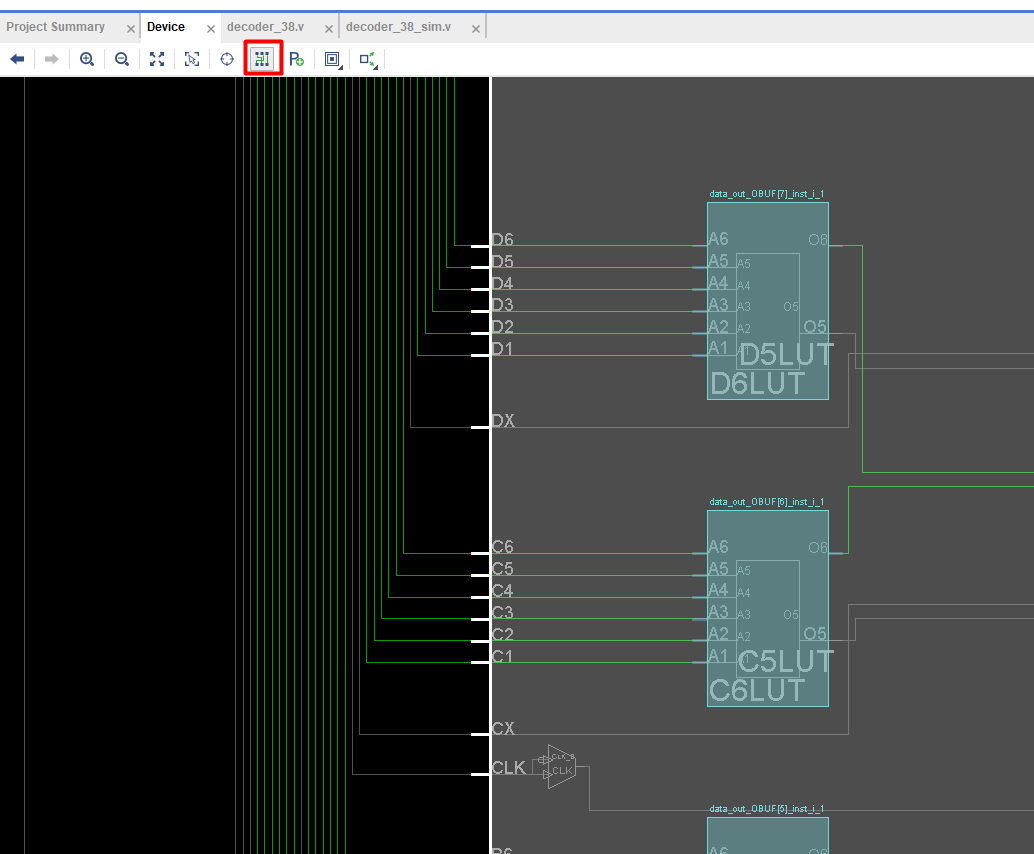 Project Summary × Device × decoder_38.v × decoder_38_sim.v ×
data_out_OBUF[7]_inst_i_1
D6 A6 O6
D5 A5 A5
D4 A4 A4
D3 A3 A3 O5
D2 A2 A2 O5
D1 A1 D5LUT
D6LUT
DX
data_out_OBUF[6]_inst_i_1
C6 A6 O6
C5 A5 A5
C4 A4 A4
C3 A3 A3 O5
C2 A2 A2 O5
C1 A1 C5LUT
C6LUT
CX
CLK CLK
data_out_OBUF[5]_inst_i_1